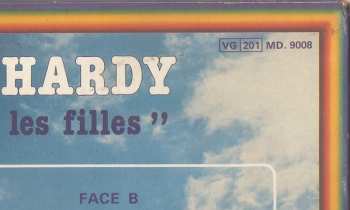 VG 201 MD. 9008
HARDY
les filles”
FACE B